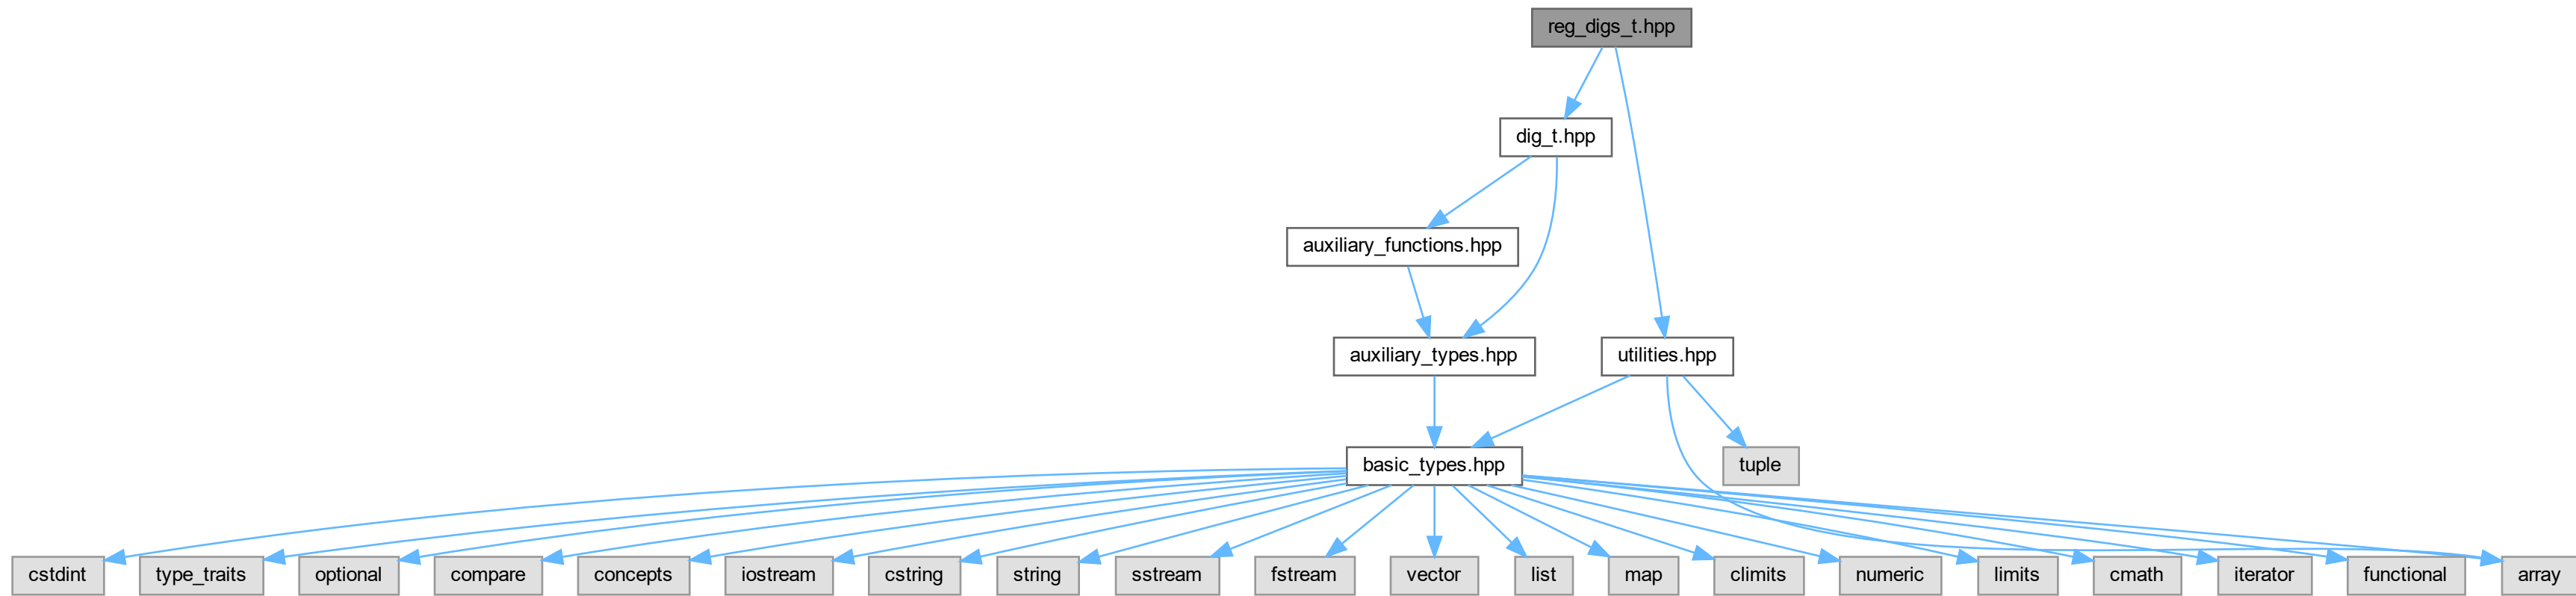 reg_digs_t.hpp
dig_t.hpp
auxiliary_functions.hpp
auxiliary_types.hpp
utilities.hpp
basic_types.hpp
tuple
cstdint
type_traits
optional
compare
concepts
iostream
cstring
string
sstream
fstream
vector
list
map
climits
numeric
limits
cmath
iterator
functional
array